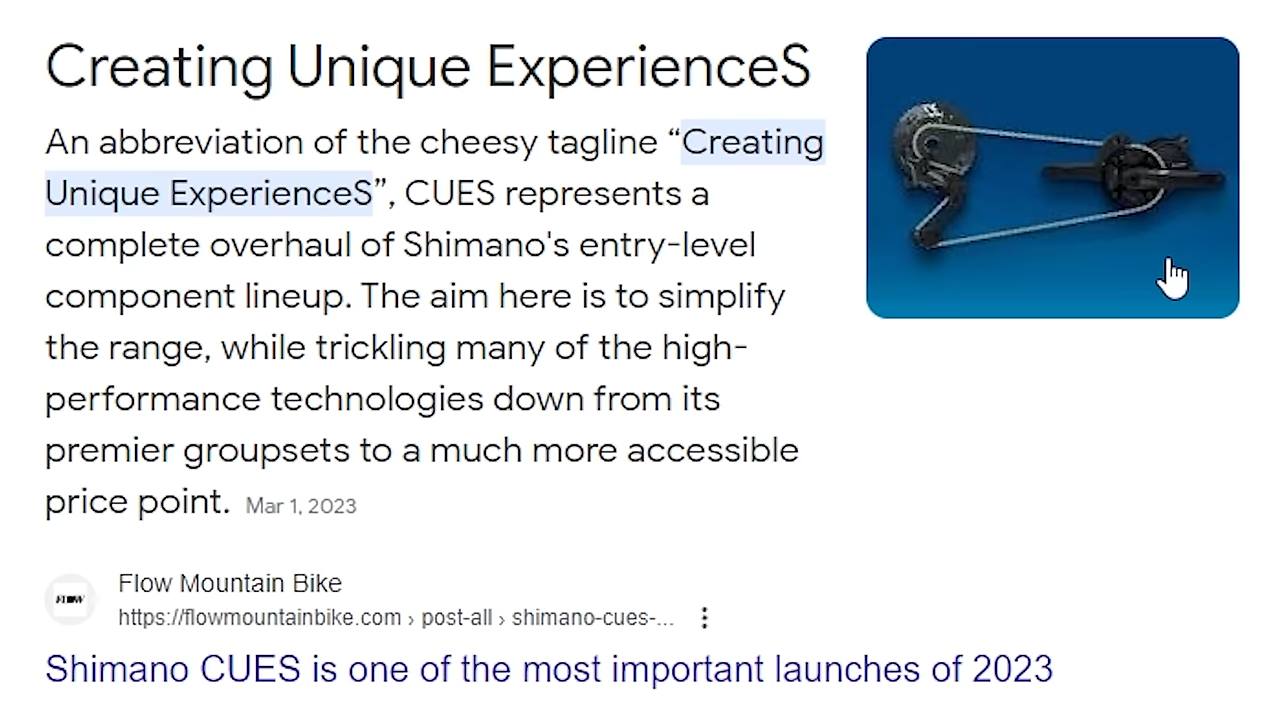 Creating Unique ExperienceS
An abbreviation of the cheesy tagline “Creating
Unique ExperienceS”, CUES represents a
complete overhaul of Shimano's entry-level
component lineup. The aim here is to simplify
the range, while trickling many of the high-
performance technologies down from its
premier groupsets to a much more accessible
price point. Mar 1, 2023
FLOW
Flow Mountain Bike
https://flowmountainbike.com › post-all › shimano-cues-...
Shimano CUES is one of the most important launches of 2023